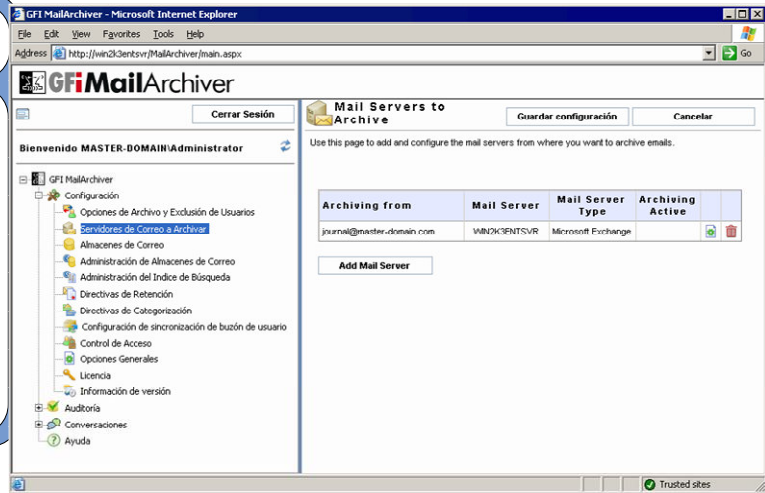 GFI MailArchiver - Microsoft Internet Explorer
File Edit View Favorites Tools Help
Address http://win2k3entsvr/MailArchiver/main.aspx Go
GFi MailArchiver
Cerrar Sesión
Bienvenido MASTER-DOMAIN\Administrator
GFI MailArchiver
Configuración
Opciones de Archivo y Exclusión de Usuarios
Servidores de Correo a Archivar
Almacenes de Correo
Administración de Almacenes de Correo
Administración del Indice de Búsqueda
Directivas de Retención
Directivas de Categorización
Configuración de sincronización de buzón de usuario
Control de Acceso
Opciones Generales
Licencia
Información de versión
Auditoría
Conversaciones
Ayuda
Mail Servers to
Archive
Guardar configuración Cancelar
Use this page to add and configure the mail servers from where you want to archive emails.
Archiving from Mail Server Mail Server Type Archiving Active
journal@master-domain.com WIN2K3ENTSVR Microsoft Exchange
Add Mail Server
Trusted sites